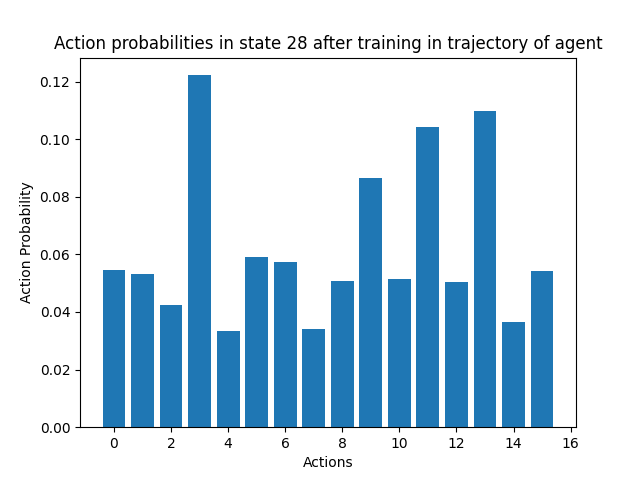 Action probabilities in state 28 after training in trajectory of agent
0.12
0.10
0.08
0.06
0.04
0.02
0.00
Action Probability
0 2 4 6 8 10 12 14 16
Actions